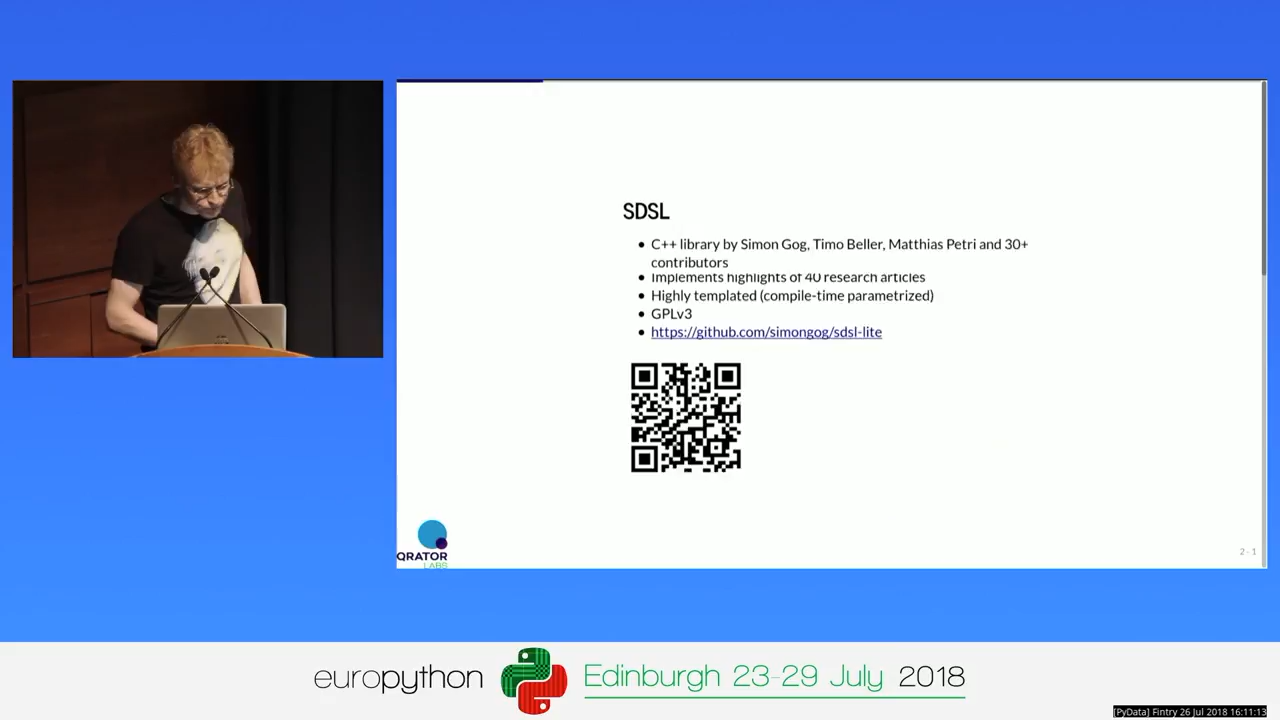 SDSL
• C++ library by Simon Gog, Timo Beller, Matthias Petri and 30+
contributors
• Implements highlights of 40 research articles
• Highly templated (compile-time parametrized)
• GPLv3
• https://github.com/simongog/sdsl-lite
QRATOR
LABS
2 - 1
europython
Edinburgh 23-29 July 2018
[PyData] Fintry 26 Jul 2018 16:11:13